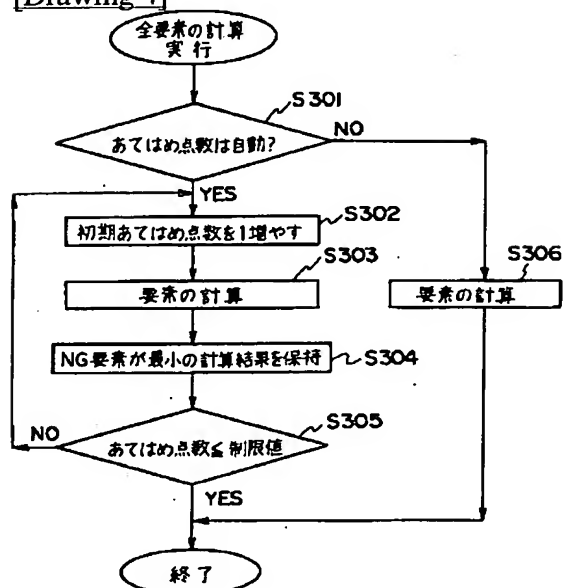 [Drawing 7]
全要素の計算
実行
S301
あてはめ点数は自動?
NO
YES
S302
初期あてはめ点数を1増やす
S303
要素の計算
S306
要素の計算
NG要素が最小の計算結果を保持
S304
S305
NO
あてはめ点数≦制限値
YES
終了